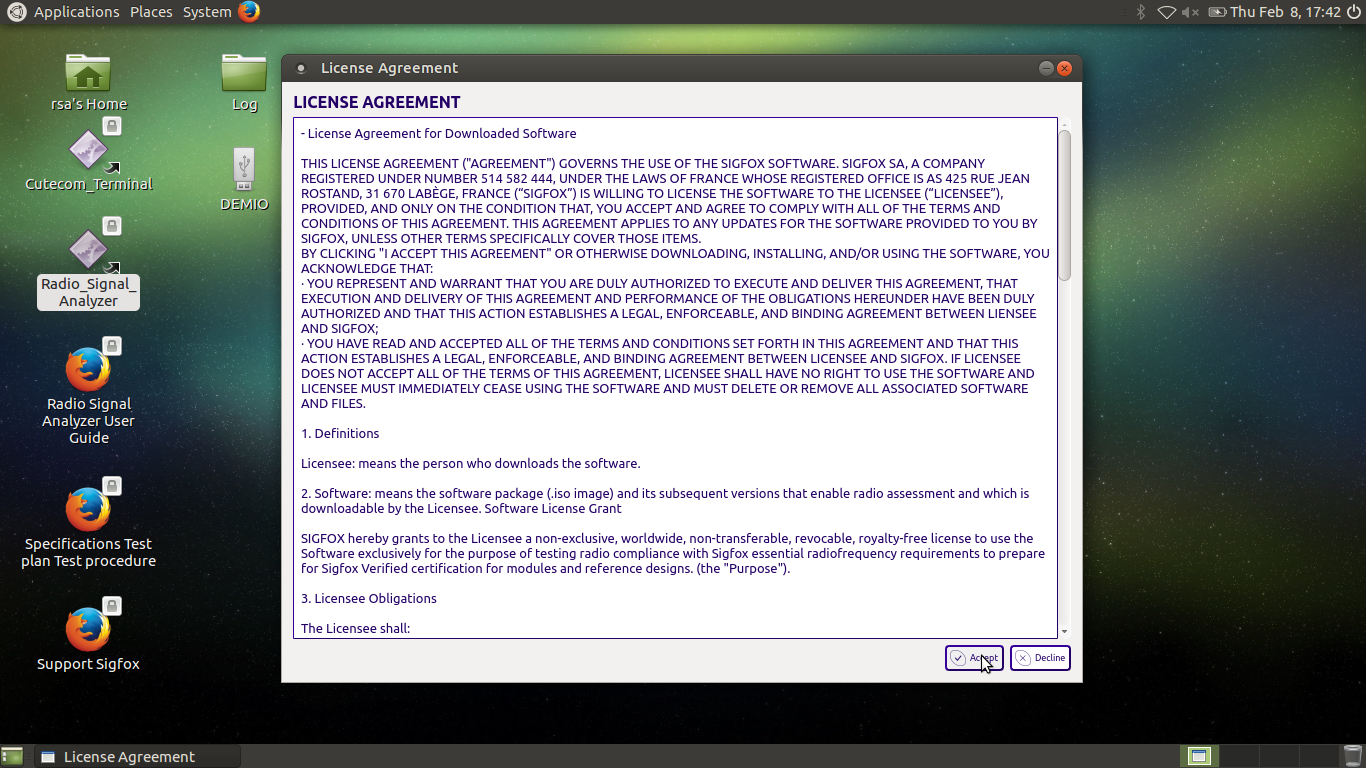 Applications Places System
Thu Feb 8, 17:42
rsa's Home
Log
Cutecom_Terminal
DEMIO
Radio_Signal_
Analyzer
Radio Signal
Analyzer User
Guide
Specifications Test
plan Test procedure
Support Sigfox
License Agreement
LICENSE AGREEMENT
- License Agreement for Downloaded Software
THIS LICENSE AGREEMENT ("AGREEMENT") GOVERNS THE USE OF THE SIGFOX SOFTWARE. SIGFOX SA, A COMPANY
REGISTERED UNDER NUMBER 514 582 444, UNDER THE LAWS OF FRANCE WHOSE REGISTERED OFFICE IS AS 425 RUE JEAN
ROSTAND, 31 670 LABÈGE, FRANCE (“SIGFOX”) IS WILLING TO LICENSE THE SOFTWARE TO THE LICENSEE (“LICENSEE”),
PROVIDED, AND ONLY ON THE CONDITION THAT, YOU ACCEPT AND AGREE TO COMPLY WITH ALL OF THE TERMS AND
CONDITIONS OF THIS AGREEMENT. THIS AGREEMENT APPLIES TO ANY UPDATES FOR THE SOFTWARE PROVIDED TO YOU BY
SIGFOX, UNLESS OTHER TERMS SPECIFICALLY COVER THOSE ITEMS.
BY CLICKING "I ACCEPT THIS AGREEMENT" OR OTHERWISE DOWNLOADING, INSTALLING, AND/OR USING THE SOFTWARE, YOU
ACKNOWLEDGE THAT:
· YOU REPRESENT AND WARRANT THAT YOU ARE DULY AUTHORIZED TO EXECUTE AND DELIVER THIS AGREEMENT, THAT
EXECUTION AND DELIVERY OF THIS AGREEMENT AND PERFORMANCE OF THE OBLIGATIONS HEREUNDER HAVE BEEN DULY
AUTHORIZED AND THAT THIS ACTION ESTABLISHES A LEGAL, ENFORCEABLE, AND BINDING AGREEMENT BETWEEN LIENSEE
AND SIGFOX;
· YOU HAVE READ AND ACCEPTED ALL OF THE TERMS AND CONDITIONS SET FORTH IN THIS AGREEMENT AND THAT THIS
ACTION ESTABLISHES A LEGAL, ENFORCEABLE, AND BINDING AGREEMENT BETWEEN LICENSEE AND SIGFOX. IF LICENSEE
DOES NOT ACCEPT ALL OF THE TERMS OF THIS AGREEMENT, LICENSEE SHALL HAVE NO RIGHT TO USE THE SOFTWARE AND
LICENSEE MUST IMMEDIATELY CEASE USING THE SOFTWARE AND MUST DELETE OR REMOVE ALL ASSOCIATED SOFTWARE
AND FILES.
1. Definitions
Licensee: means the person who downloads the software.
2. Software: means the software package (.iso image) and its subsequent versions that enable radio assessment and which is
downloadable by the Licensee. Software License Grant
SIGFOX hereby grants to the Licensee a non-exclusive, worldwide, non-transferable, revocable, royalty-free license to use the
Software exclusively for the purpose of testing radio compliance with Sigfox essential radiofrequency requirements to prepare
for Sigfox Verified certification for modules and reference designs. (the "Purpose").
3. Licensee Obligations
The Licensee shall:
Accept
Decline
License Agreement